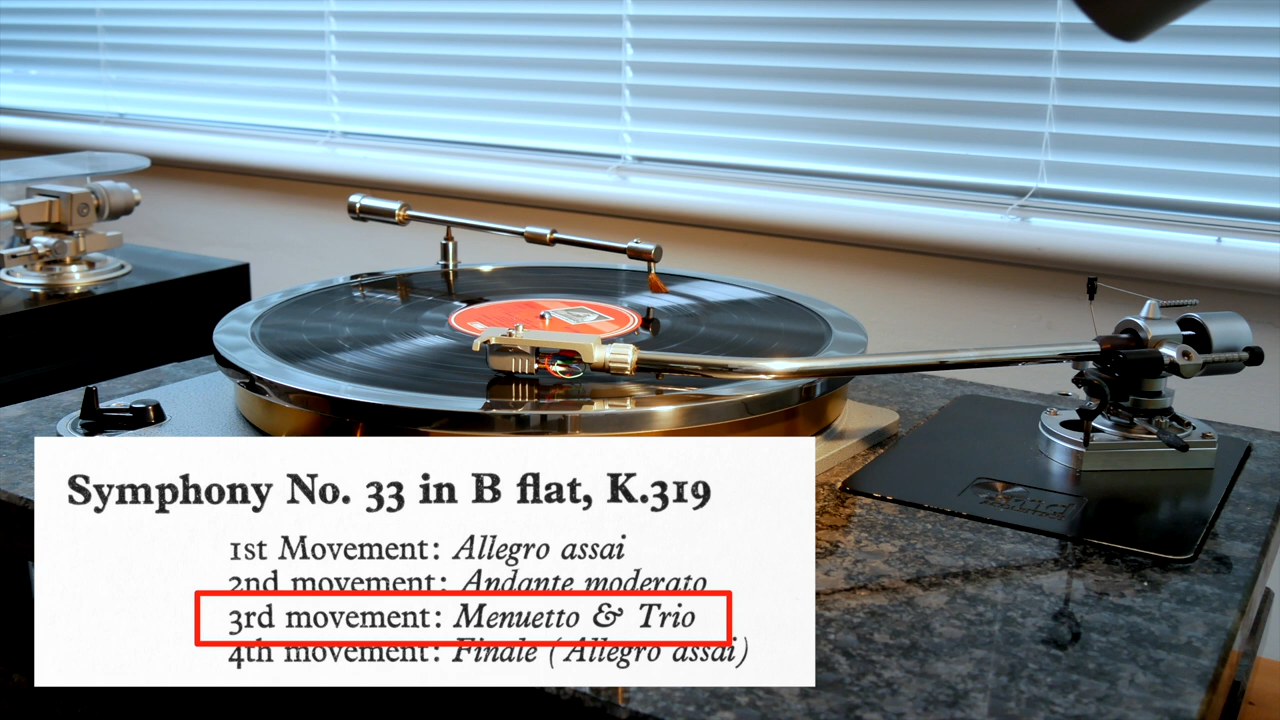 Symphony No. 33 in B flat, K.319
1st Movement: Allegro assai
2nd movement: Andante moderato
3rd movement: Menuetto & Trio
4th movement: Finale (Allegro assai)